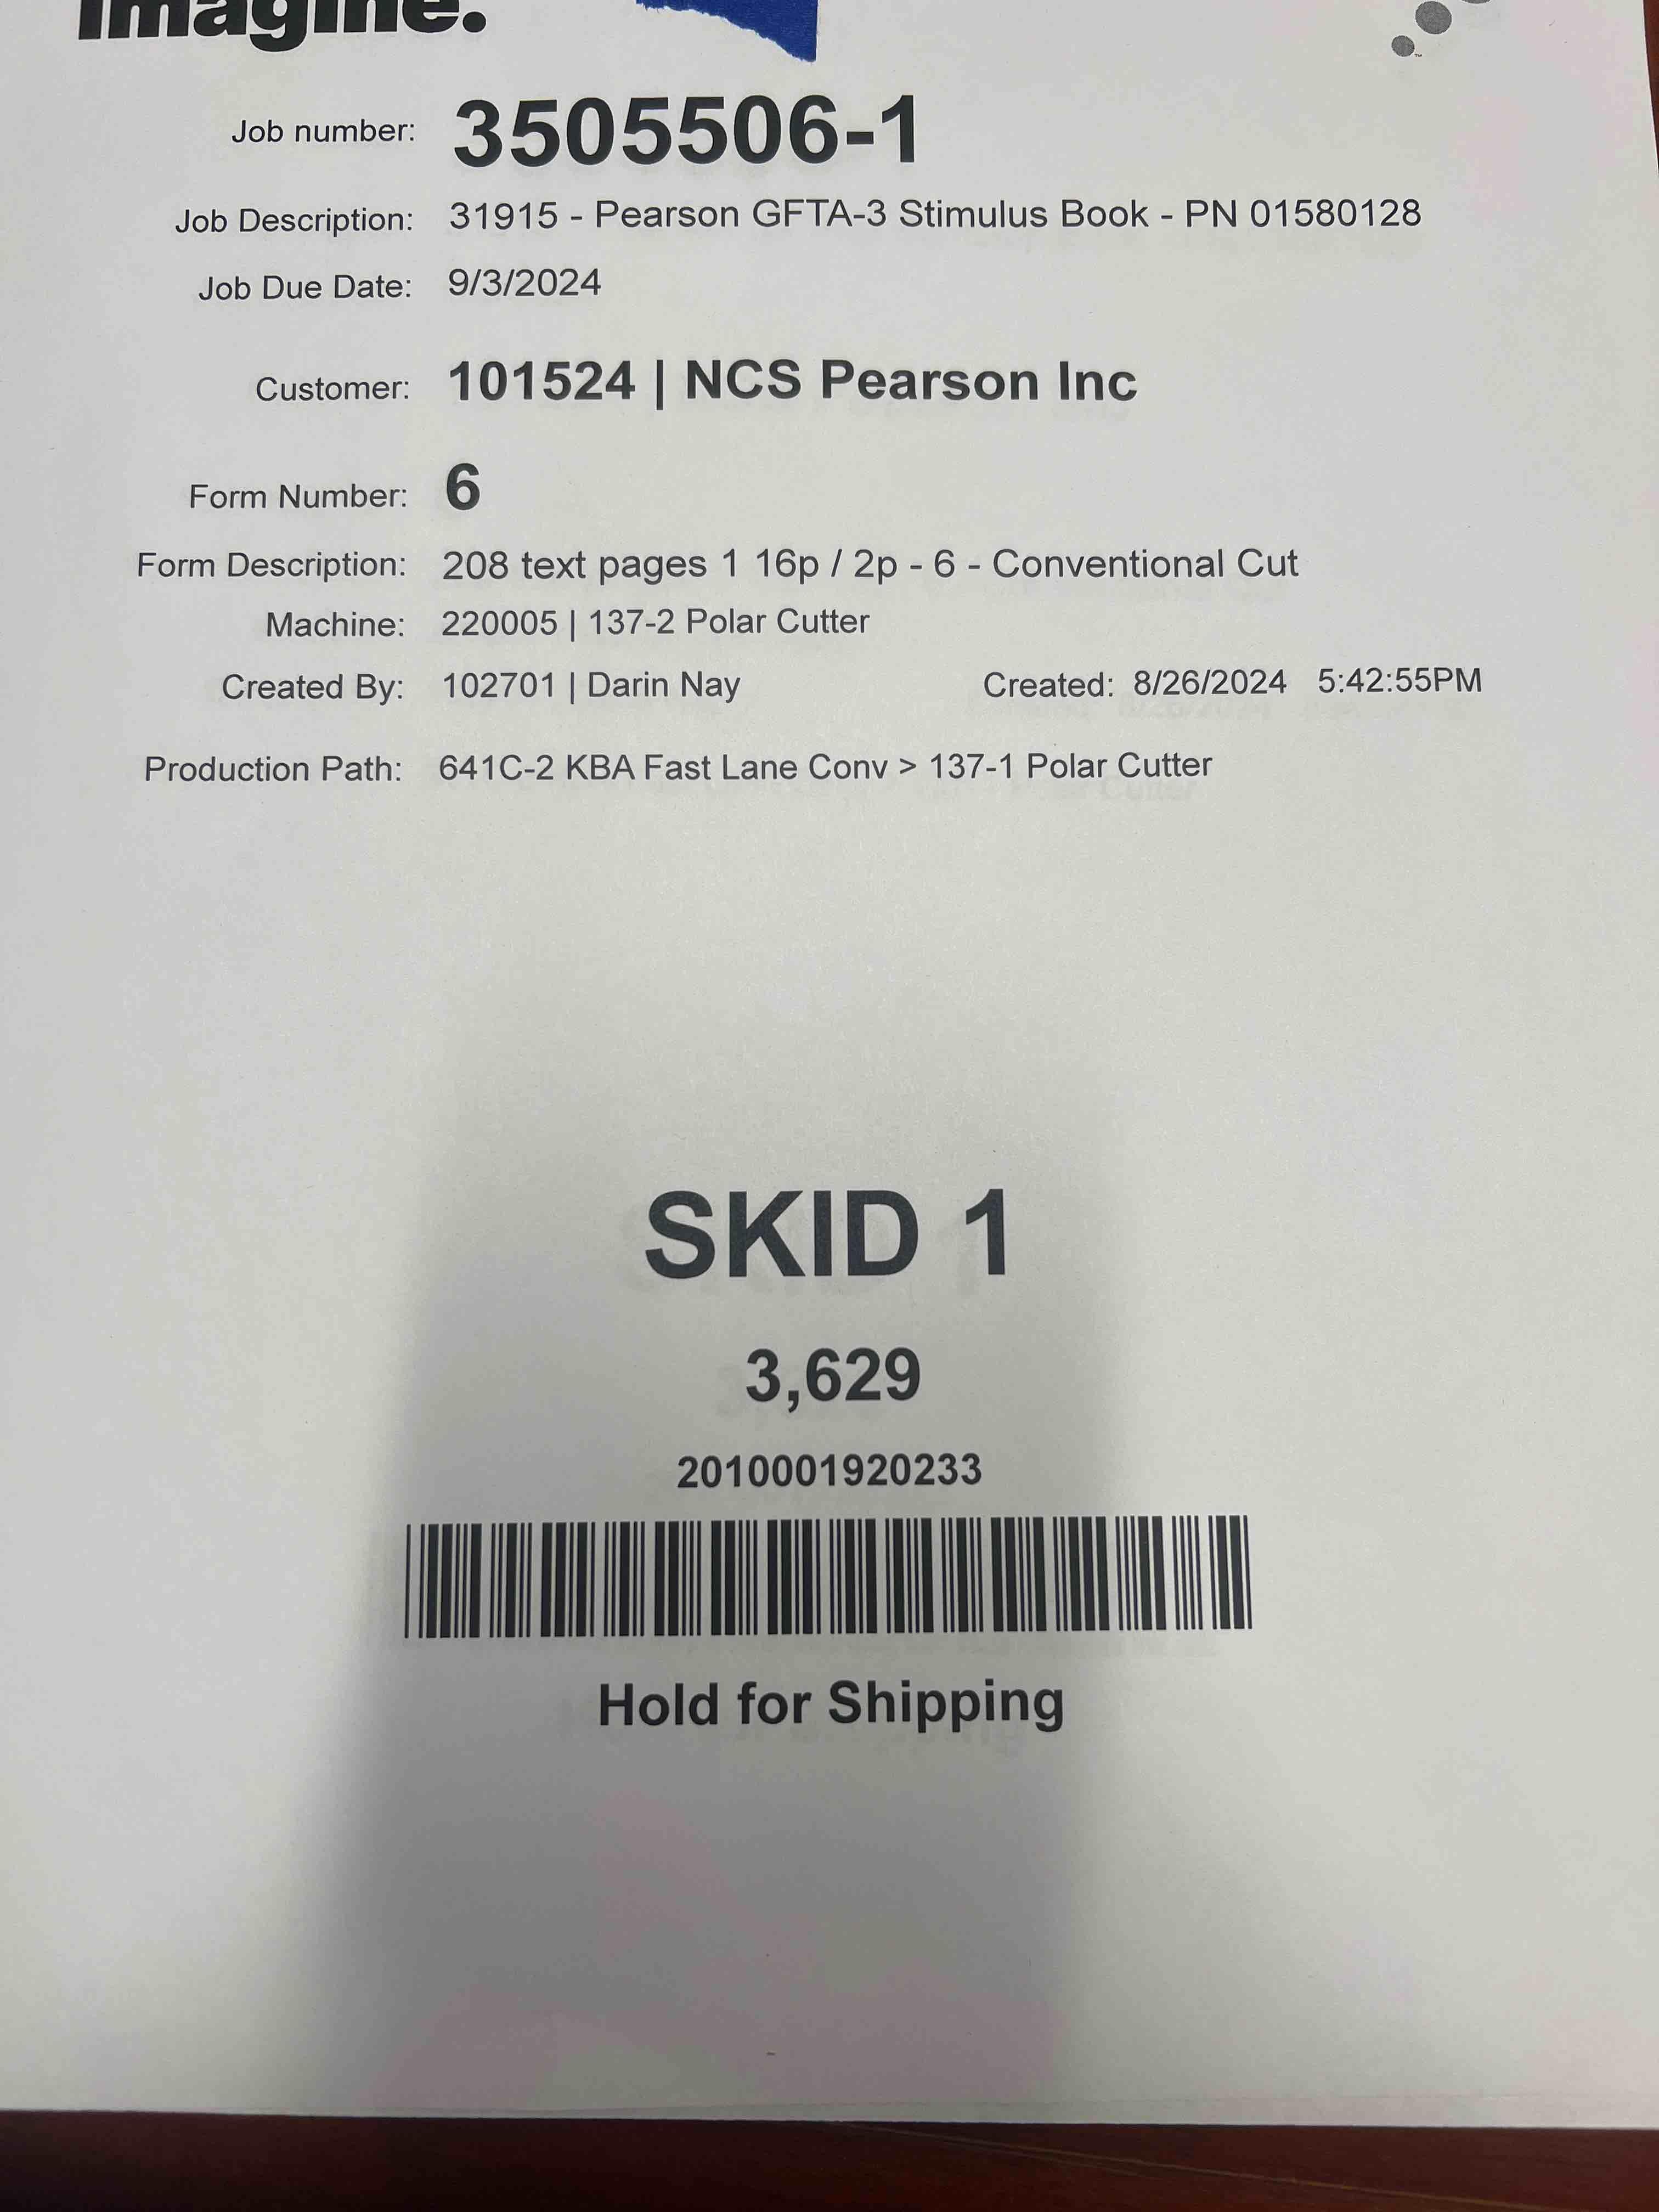 imagine.
Job number: 3505506-1
Job Description: 31915 - Pearson GFTA-3 Stimulus Book - PN 01580128
Job Due Date: 9/3/2024
Customer: 101524 | NCS Pearson Inc
Form Number: 6
Form Description: 208 text pages 1 16p / 2p - 6 - Conventional Cut
Machine: 220005 | 137-2 Polar Cutter
Created By: 102701 | Darin Nay Created: 8/26/2024 5:42:55PM
Production Path: 641C-2 KBA Fast Lane Conv > 137-1 Polar Cutter
SKID 1
3,629
2010001920233
Hold for Shipping